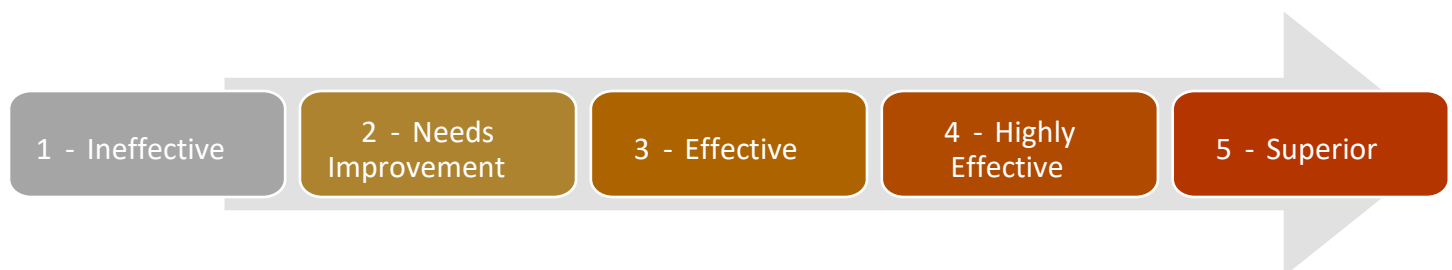 1 - Ineffective
2 - Needs
Improvement
3 - Effective
4 - Highly
Effective
5 - Superior